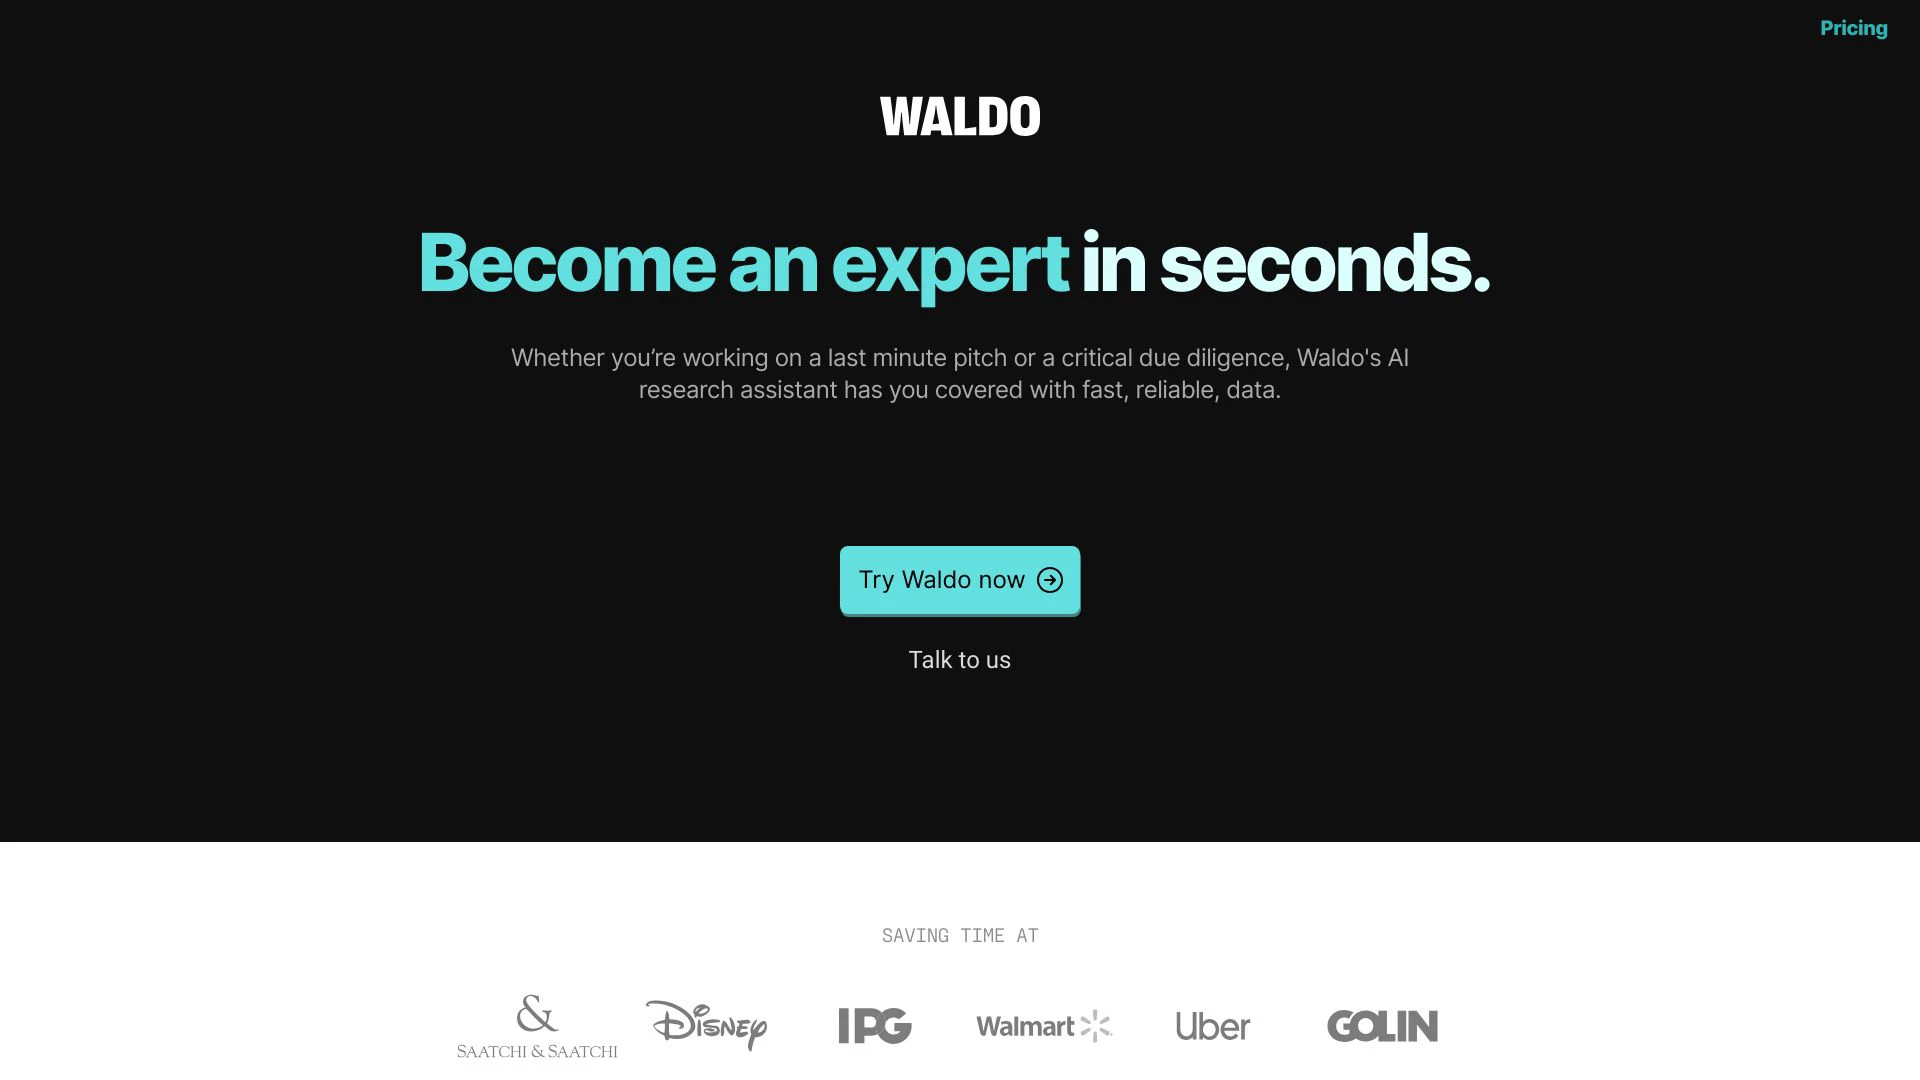 Pricing
WALDO
Become an expert in seconds.
Whether you’re working on a last minute pitch or a critical due diligence, Waldo's AI
research assistant has you covered with fast, reliable, data.
Try Waldo now
Talk to us
SAVING TIME AT
&
SAATCHI & SAATCHI
Disney
IPG
Walmart
Uber
GOLIN